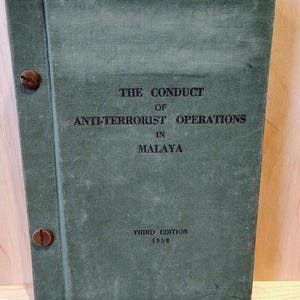 THE CONDUCT
OF
ANTI-TERRORIST OPERATIONS
IN
MALAYA
THIRD EDITION
1958